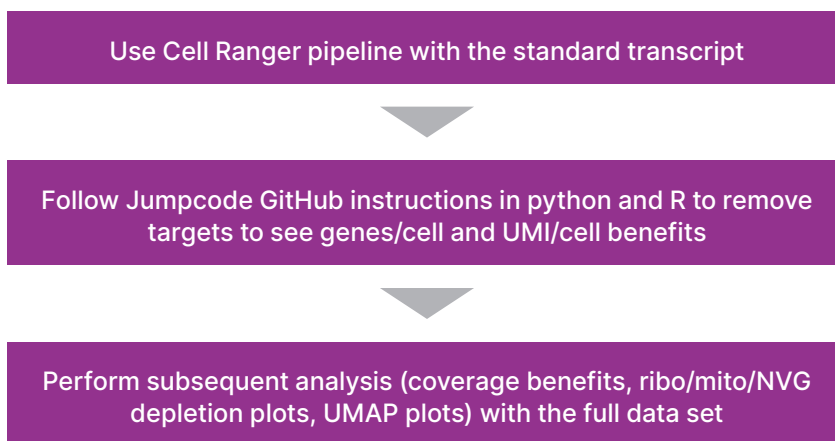 Use Cell Ranger pipeline with the standard transcript
Follow Jumpcode GitHub instructions in python and R to remove
targets to see genes/cell and UMI/cell benefits
Perform subsequent analysis (coverage benefits, ribo/mito/NVG
depletion plots, UMAP plots) with the full data set